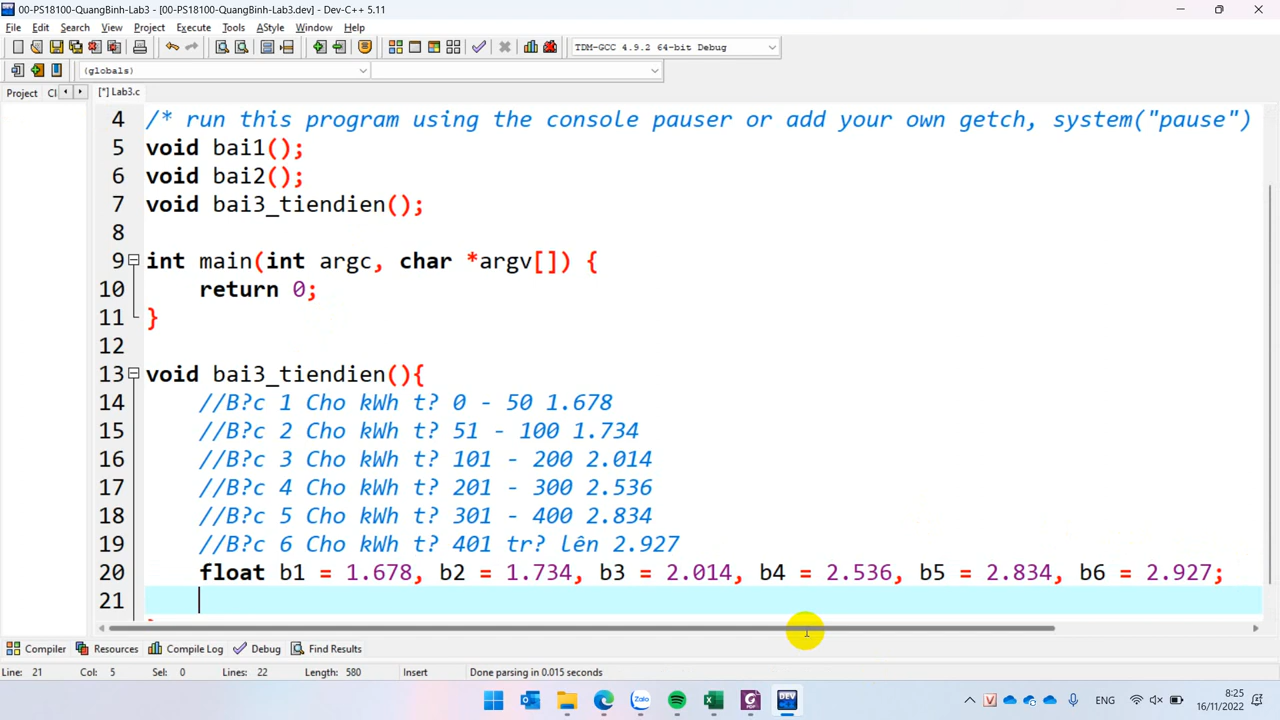 00-PS18100-QuangBinh-Lab3 - [00-PS18100-QuangBinh-Lab3.dev] - Dev-C++ 5.11
File Edit Search View Project Execute Tools AStyle Window Help
TDM-GCC 4.9.2 64-bit Debug
(globals)
Project Cl [*] Lab3.c
4 /* run this program using the console pauser or add your own getch, system("pause")
5 void bai1();
6 void bai2();
7 void bai3_tiendien();
8
9 int main(int argc, char *argv[]) {
10 return 0;
11 }
12
13 void bai3_tiendien(){
14 //B?c 1 Cho kWh t? 0 - 50 1.678
15 //B?c 2 Cho kWh t? 51 - 100 1.734
16 //B?c 3 Cho kWh t? 101 - 200 2.014
17 //B?c 4 Cho kWh t? 201 - 300 2.536
18 //B?c 5 Cho kWh t? 301 - 400 2.834
19 //B?c 6 Cho kWh t? 401 tr? lên 2.927
20 float b1 = 1.678, b2 = 1.734, b3 = 2.014, b4 = 2.536, b5 = 2.834, b6 = 2.927;
21
Compiler Resources Compile Log Debug Find Results
Line: 21 Col: 5 Sel: 0 Lines: 22 Length: 580 Insert Done parsing in 0.015 seconds
Zalo PDF DEV ENG 8:25
16/11/2022